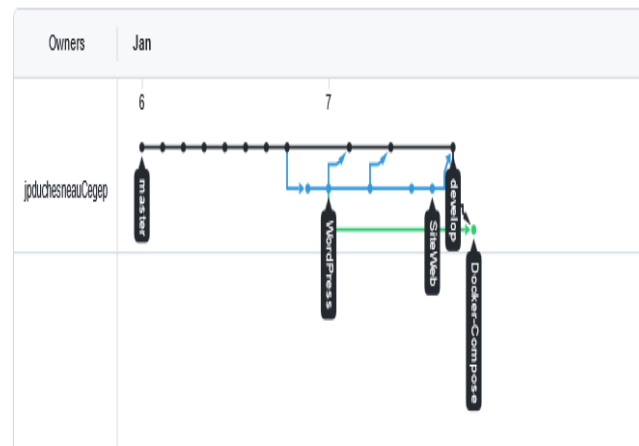 Owners
Jan
6
7
jpduchesneauCegep
master
WordPress
SiteWeb
develop
Docker-Compose